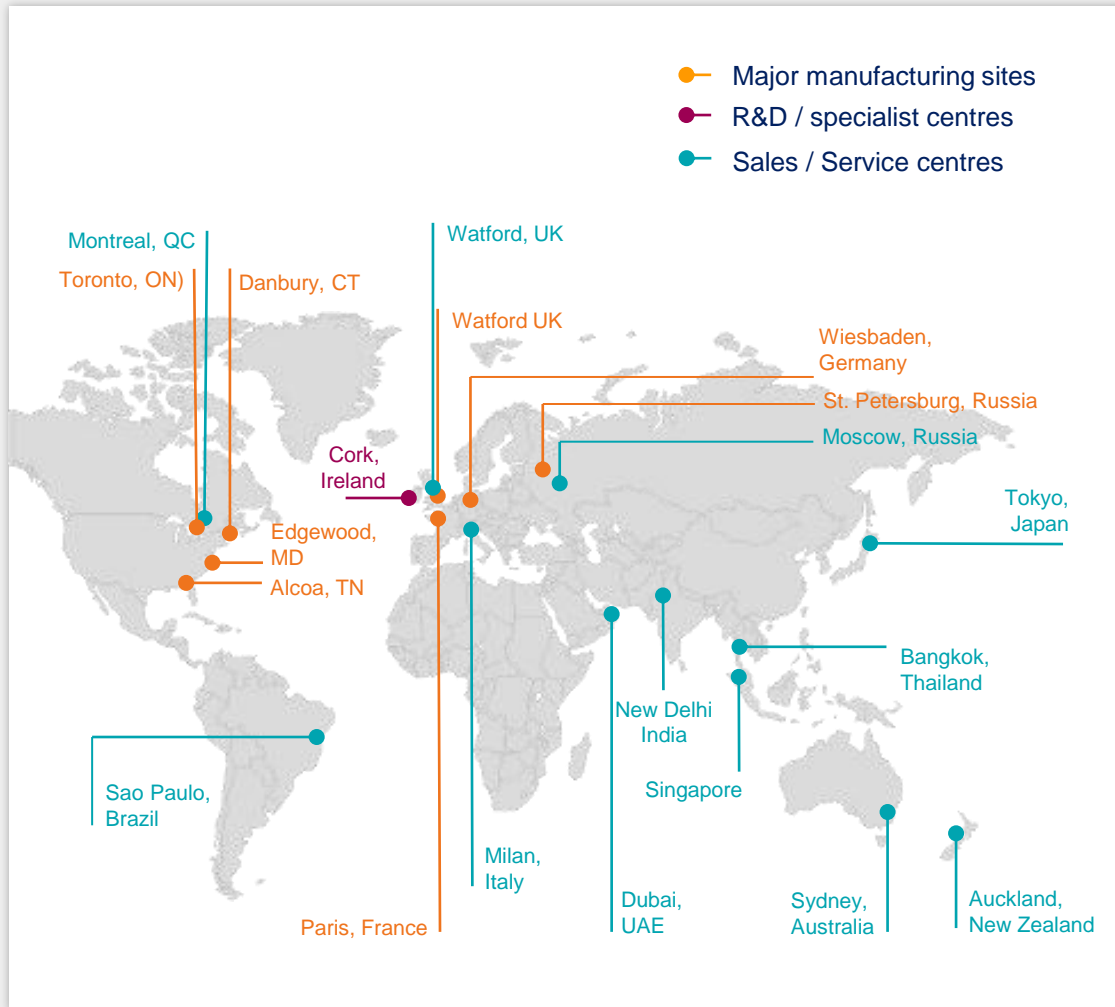 Major manufacturing sites
R&D / specialist centres
Sales / Service centres
Montreal, QC
Watford, UK
Toronto, ON)
Danbury, CT
Watford UK
Wiesbaden,
Germany
St. Petersburg, Russia
Moscow, Russia
Cork,
Ireland
Tokyo,
Japan
Edgewood,
MD
Alcoa, TN
Bangkok,
Thailand
New Delhi
India
Singapore
Sao Paulo,
Brazil
Milan,
Italy
Dubai,
UAE
Sydney,
Australia
Auckland,
New Zealand
Paris, France